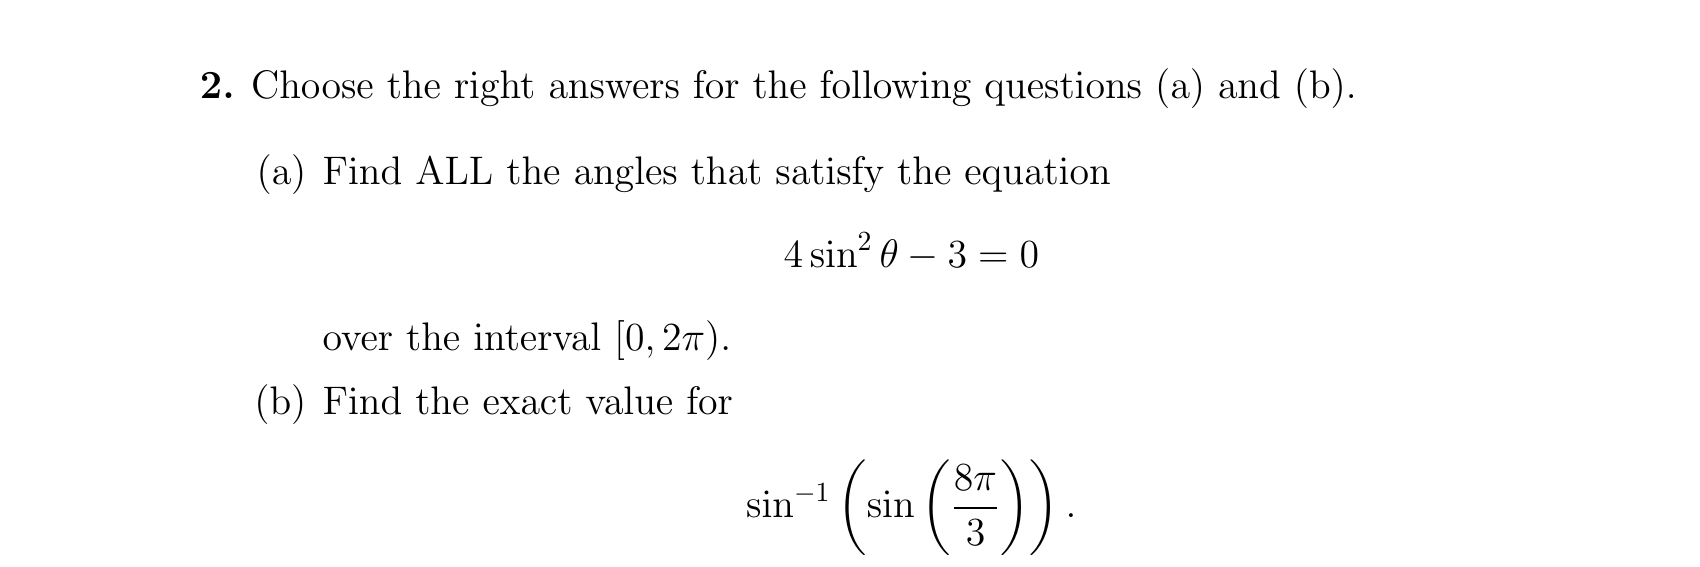 2. Choose the right answers for the following questions (a) and (b).
(a) Find ALL the angles that satisfy the equation
4 sin² θ − 3 = 0
over the interval [0, 2π).
(b) Find the exact value for
sin⁻¹ (sin (8π/3)).